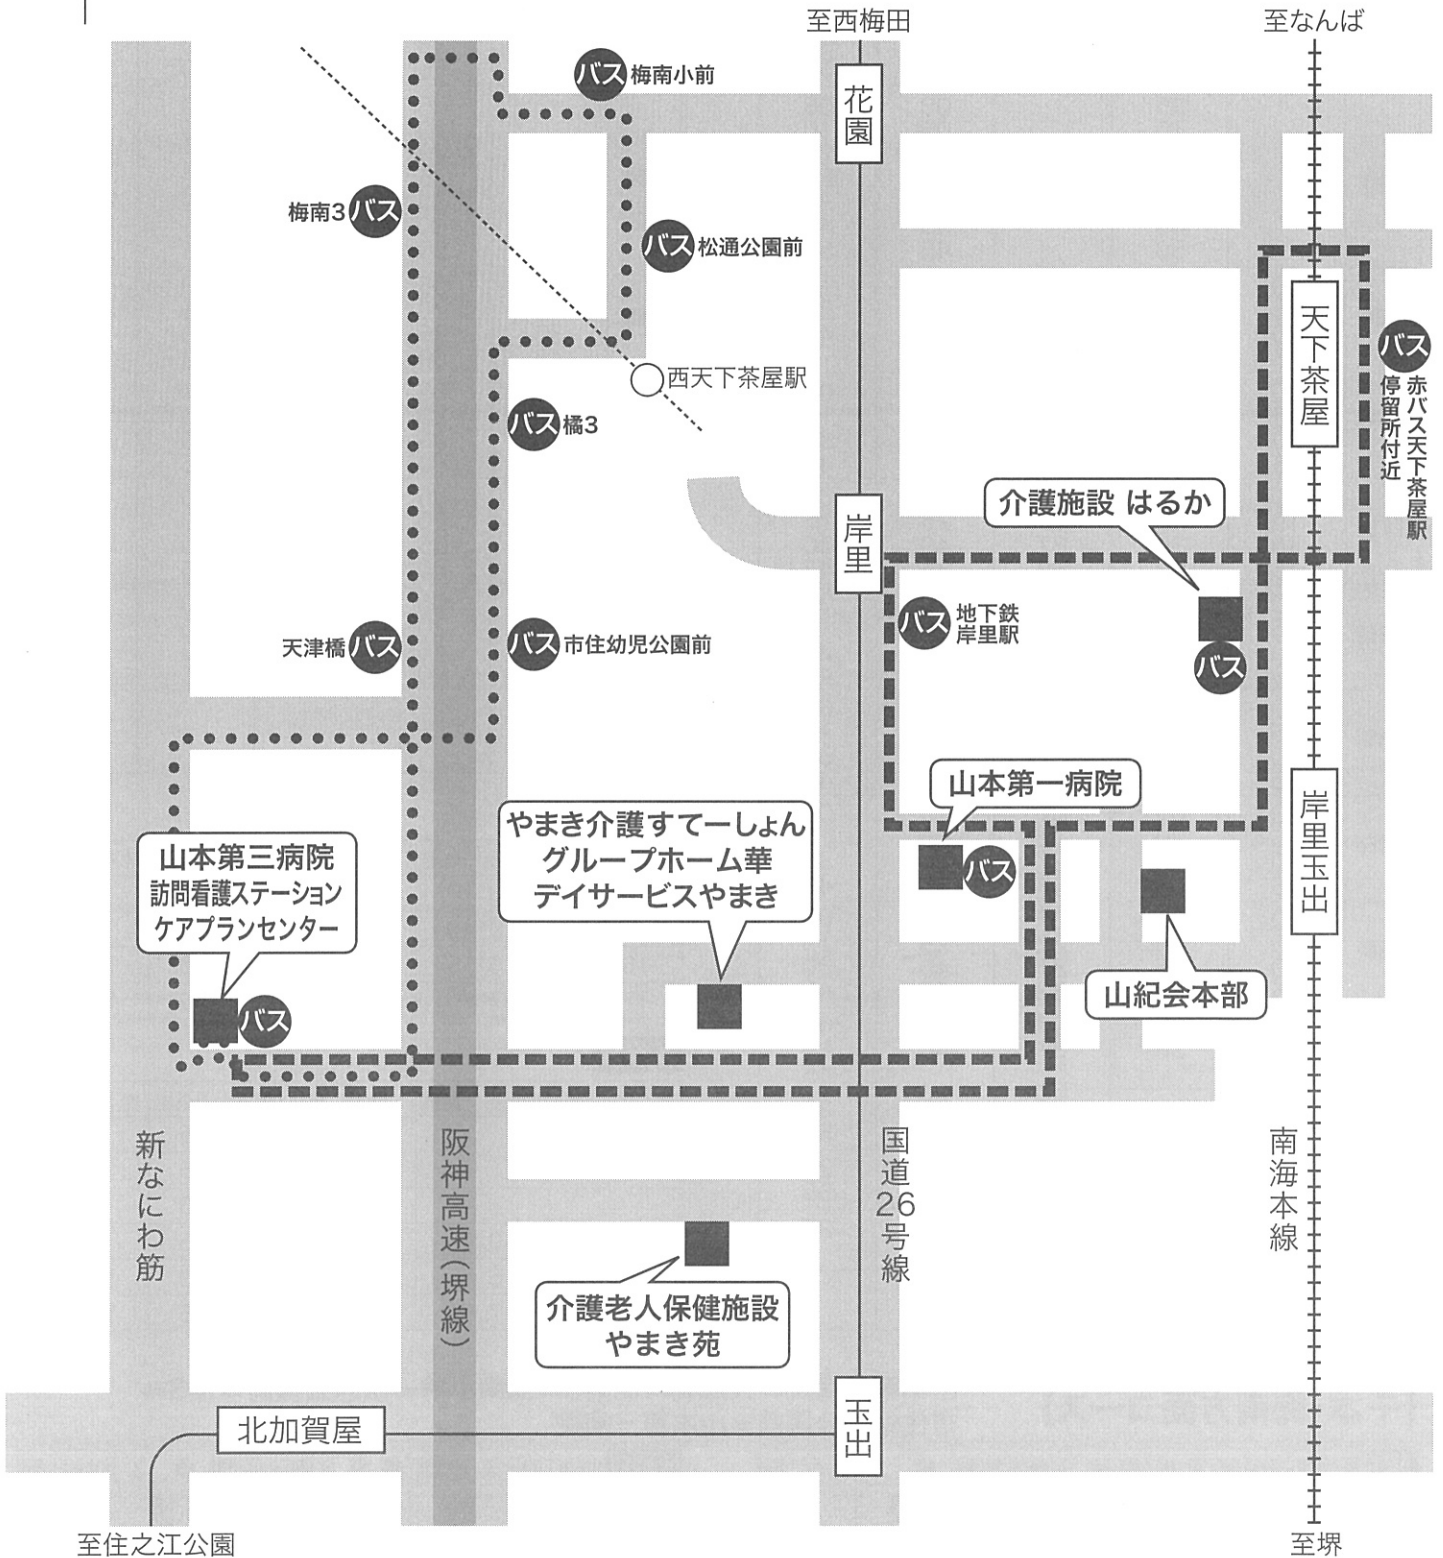 至西梅田
至なんば
花園
バス 梅南小前
梅南3 バス
バス 松通公園前
天下茶屋
バス
赤バス天下茶屋駅
停留所付近
西天下茶屋駅
バス 橘3
介護施設 はるか
岸里
バス 地下鉄
岸里駅
バス
天津橋 バス
バス 市住幼児公園前
山本第一病院
バス
岸里玉出
やまき介護すてーしょん
グループホーム華
デイサービスやまき
山本第三病院
訪問看護ステーション
ケアプランセンター
バス
山紀会本部
新なにわ筋
阪神高速(堺線)
国道26号線
南海本線
介護老人保健施設
やまき苑
北加賀屋
玉出
至住之江公園
至堺